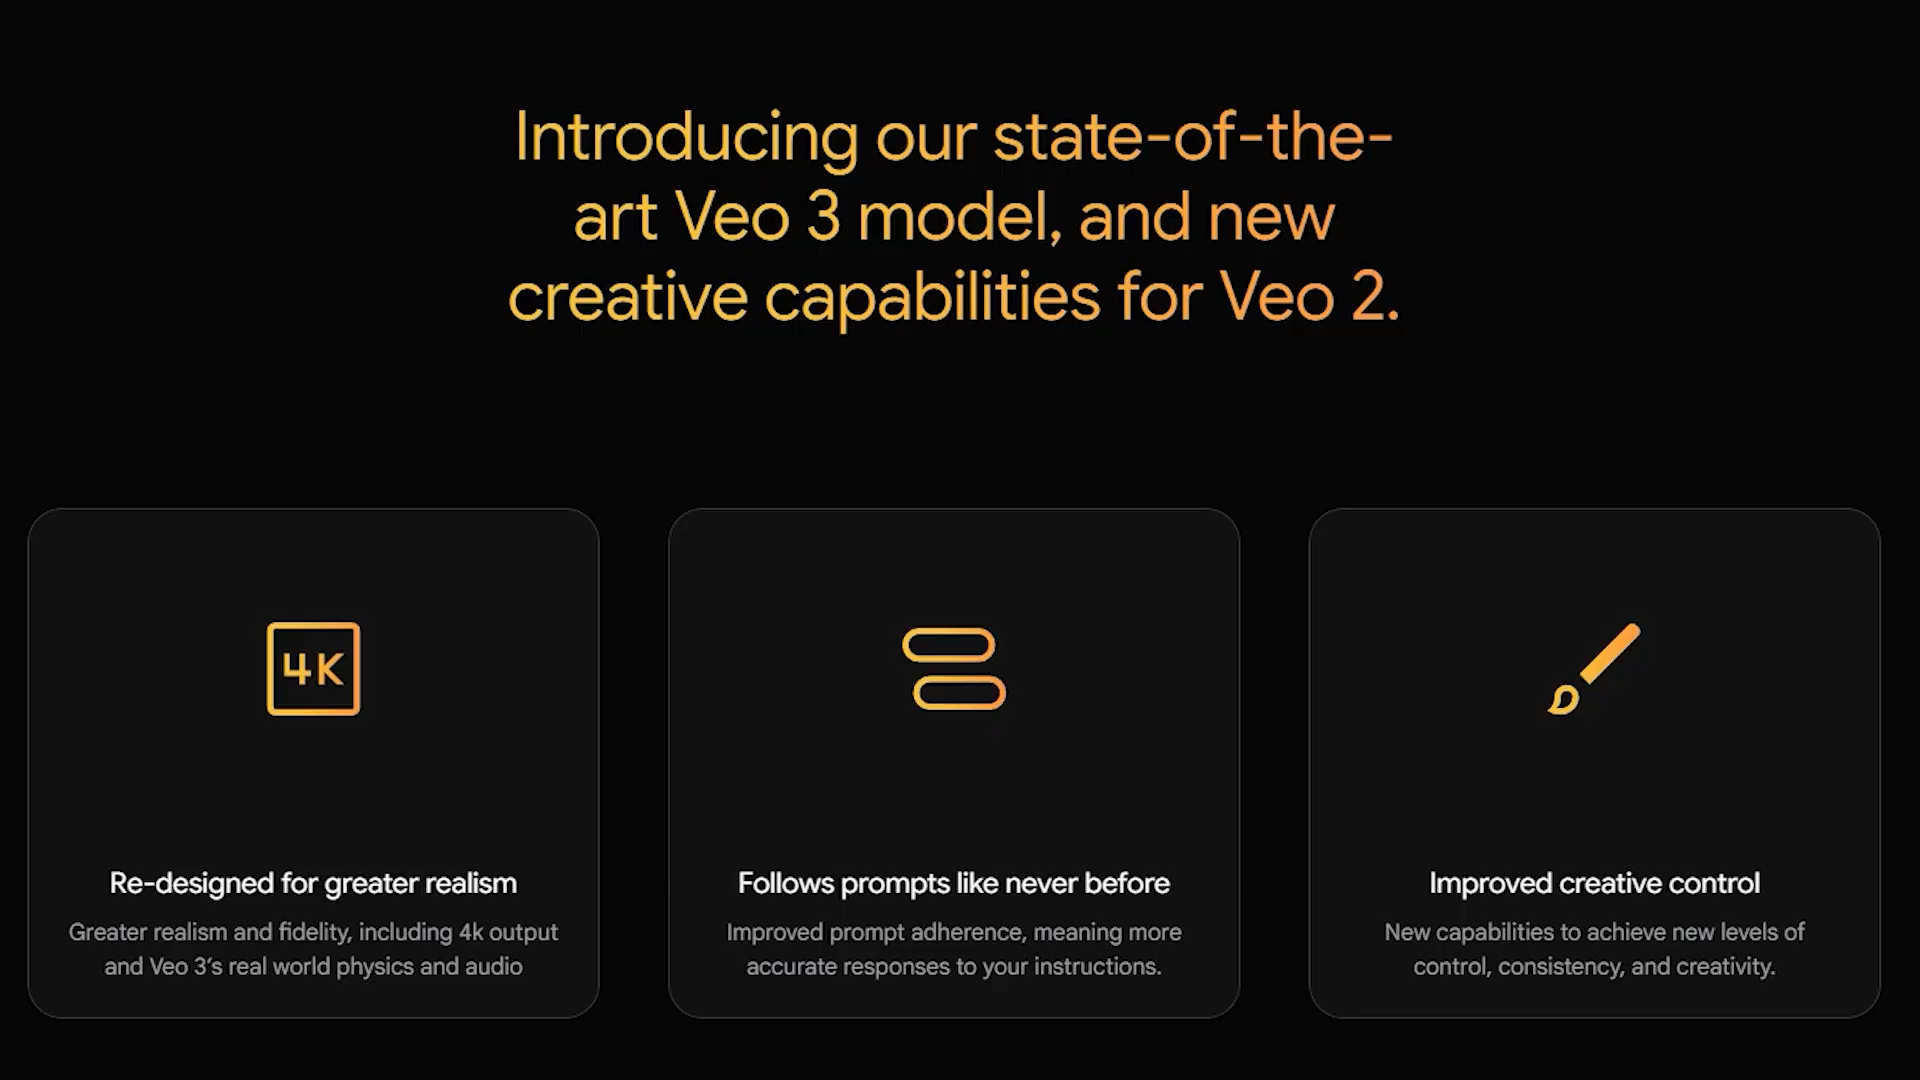 Introducing our state-of-the-
art Veo 3 model, and new
creative capabilities for Veo 2.
4K
Re-designed for greater realism
Greater realism and fidelity, including 4k output
and Veo 3’s real world physics and audio
Follows prompts like never before
Improved prompt adherence, meaning more
accurate responses to your instructions.
Improved creative control
New capabilities to achieve new levels of
control, consistency, and creativity.